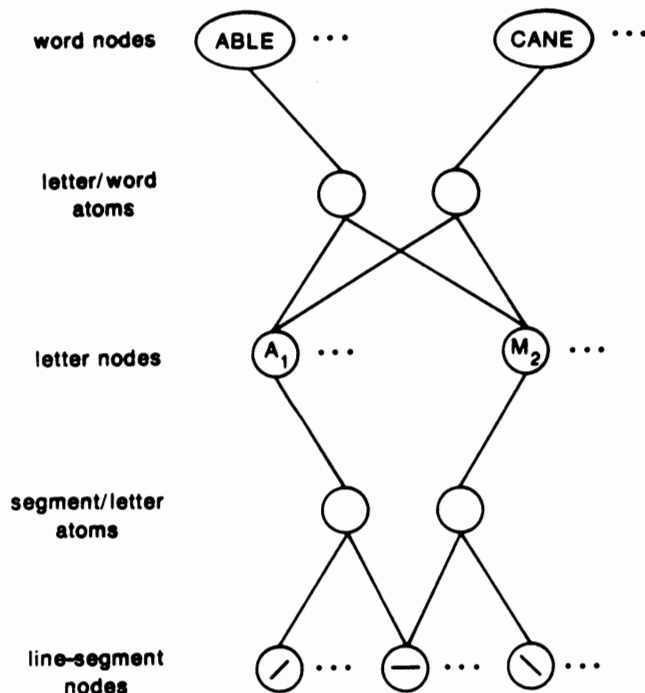 word nodes ABLE ... CANE ...
letter/word
atoms
letter nodes A₁ ... M₂ ...
segment/letter
atoms
line-segment ... ... ...
nodes